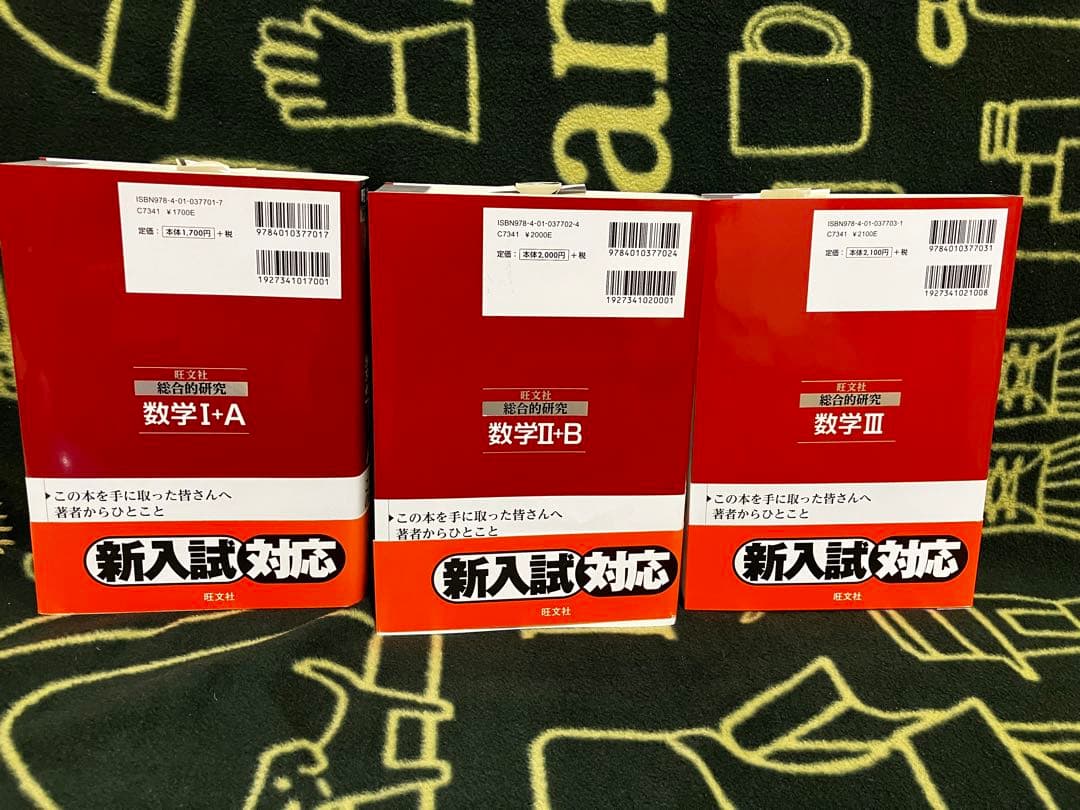 an
ISBN978-4-01-037701-7
C7341 ¥1700E
定価：本体1,700円＋税
9784010377017
1927341017001
旺文社
総合的研究
数学Ⅰ+A
▶この本を手に取った皆さんへ
著者からひとこと
新入試対応
旺文社
ISBN978-4-01-037702-4
C7341 ¥2000E
定価：本体2,000円＋税
9784010377024
1927341020001
旺文社
総合的研究
数学Ⅱ+B
▶この本を手に取った皆さんへ
著者からひとこと
新入試対応
旺文社
ISBN978-4-01-037703-1
C7341 ¥2100E
定価：本体2,100円＋税
9784010377031
1927341021008
旺文社
総合的研究
数学Ⅲ
▶この本を手に取った皆さんへ
著者からひとこと
新入試対応
旺文社